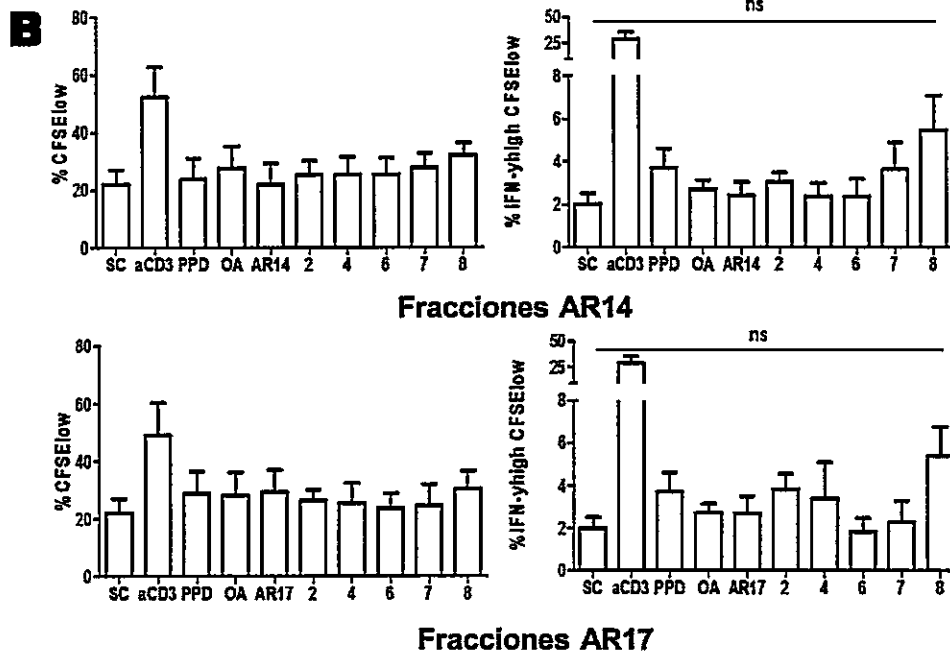 B
% CFSElow
80
60
40
20
0
SC aCD3 PPD OA AR14 2 4 6 7 8
ns
% IFN-γhigh CFSElow
50
25
8
6
4
2
0
SC aCD3 PPD OA AR14 2 4 6 7 8
Fracciones AR14
% CFSElow
80
60
40
20
0
SC aCD3 PPD OA AR17 2 4 6 7 8
ns
% IFN-γhigh CFSElow
50
25
8
6
4
2
0
SC aCD3 PPD OA AR17 2 4 6 7 8
Fracciones AR17